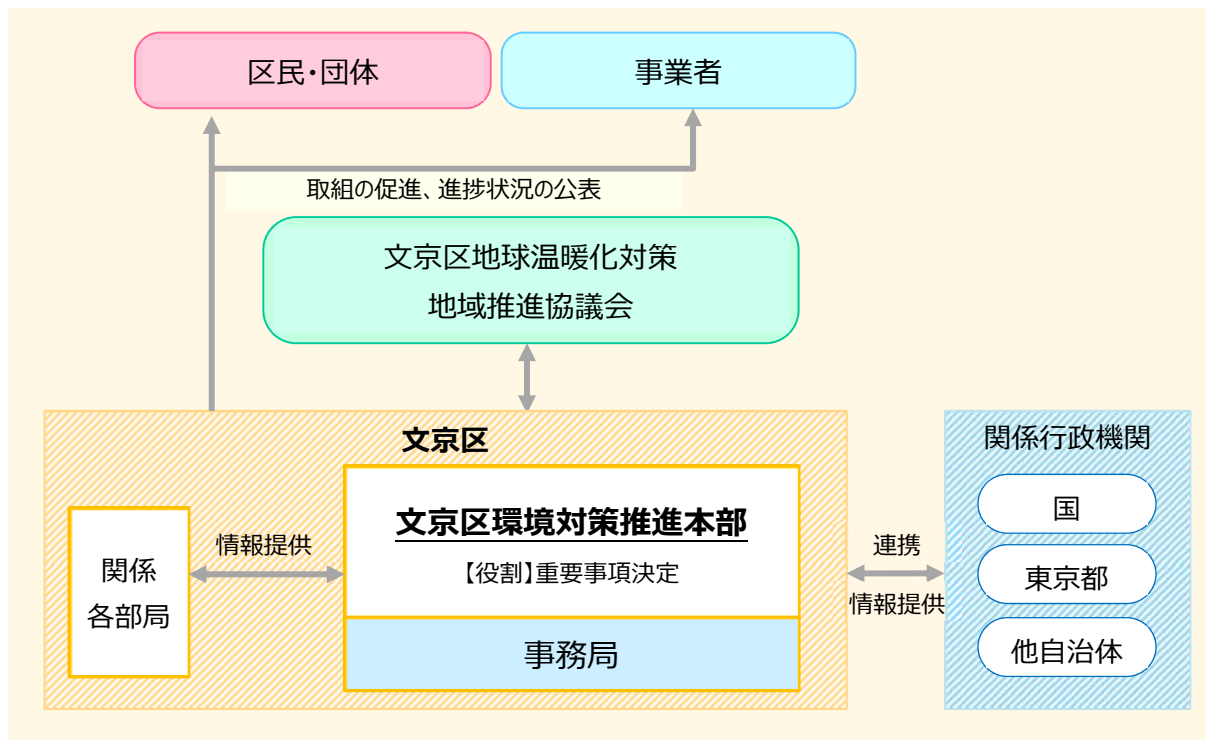 区民・団体
事業者
取組の促進、進捗状況の公表
文京区地球温暖化対策
地域推進協議会
文京区
関係行政機関
文京区環境対策推進本部
【役割】重要事項決定
事務局
関係
各部局
情報提供
連携
情報提供
国
東京都
他自治体